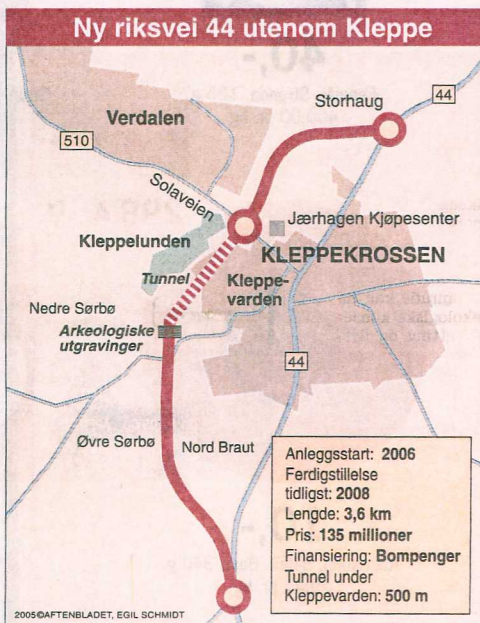 Ny riksvei 44 utenom Kleppe
Storhaug
44
Verdalen
510
Solaveien
Jærhagen Kjøpesenter
Kleppelunden
KLEPPEKROSSEN
Tunnel
Kleppe-
varden
Nedre Sørbø
Arkeologiske
utgravinger
44
Øvre Sørbø
Nord Braut
Anleggsstart: 2006
Ferdigstillelse
tidligst: 2008
Lengde: 3,6 km
Pris: 135 millioner
Finansiering: Bompenger
Tunnel under
Kleppevarden: 500 m
2005©AFTENBLADET, EGIL SCHMIDT